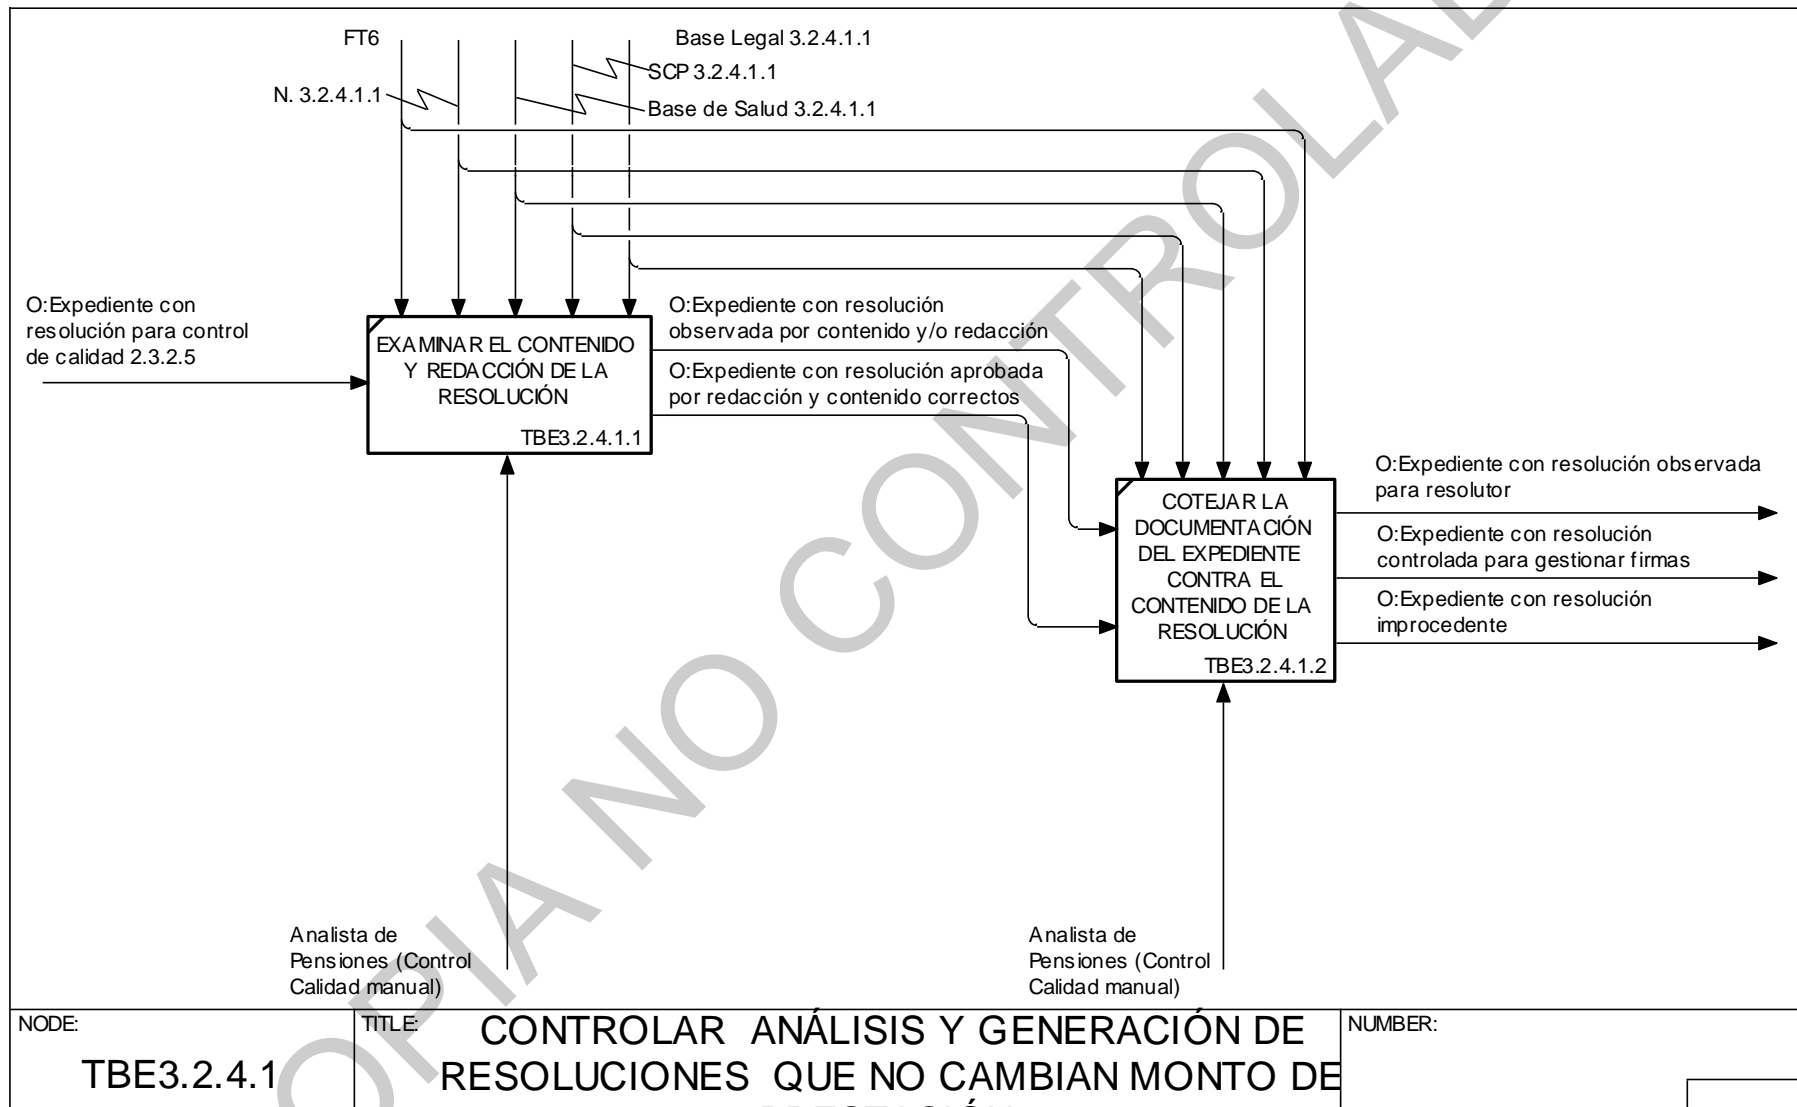 FT6
Base Legal 3.2.4.1.1
SCP 3.2.4.1.1
N. 3.2.4.1.1
Base de Salud 3.2.4.1.1
O:Expediente con
resolución para control
de calidad 2.3.2.5
EXAMINAR EL CONTENIDO
Y REDACCIÓN DE LA
RESOLUCIÓN
TBE3.2.4.1.1
O:Expediente con resolución
observada por contenido y/o redacción
O:Expediente con resolución aprobada
por redacción y contenido correctos
COTEJAR LA
DOCUMENTACIÓN
DEL EXPEDIENTE
CONTRA EL
CONTENIDO DE LA
RESOLUCIÓN
TBE3.2.4.1.2
O:Expediente con resolución observada
para resolutor
O:Expediente con resolución
controlada para gestionar firmas
O:Expediente con resolución
improcedente
Analista de
Pensiones (Control
Calidad manual)
Analista de
Pensiones (Control
Calidad manual)
NODE:
TBE3.2.4.1
TITLE:
CONTROLAR ANÁLISIS Y GENERACIÓN DE
RESOLUCIONES QUE NO CAMBIAN MONTO DE
NUMBER:
OPIA NO CONTROLA